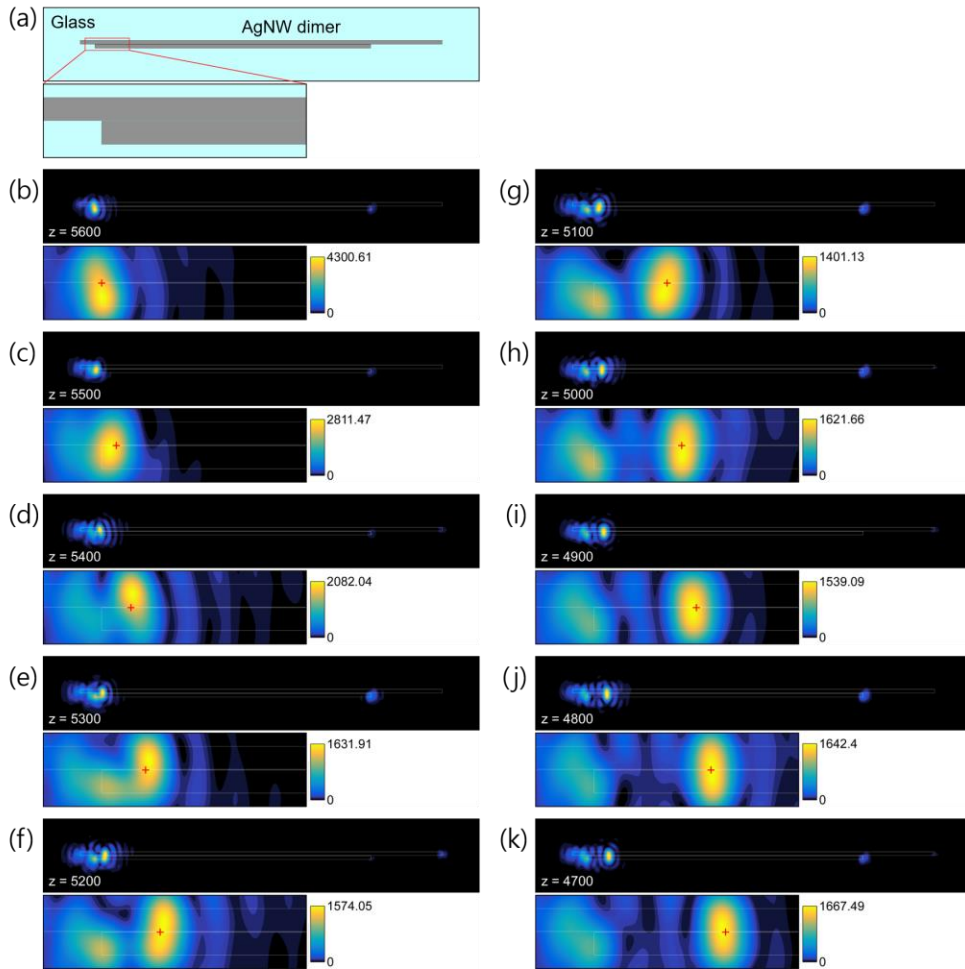 (a)
Glass
AgNW dimer
(b)
z = 5600
4300.61
0
(c)
z = 5500
2811.47
0
(d)
z = 5400
2082.04
0
(e)
z = 5300
1631.91
0
(f)
z = 5200
1574.05
0
(g)
z = 5100
1401.13
0
(h)
z = 5000
1621.66
0
(i)
z = 4900
1539.09
0
(j)
z = 4800
1642.4
0
(k)
z = 4700
1667.49
0